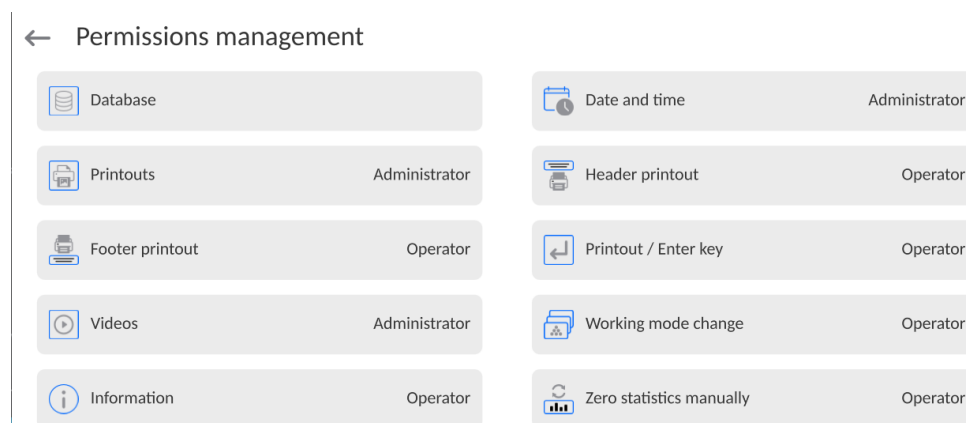 Permissions management
Database
Date and time Administrator
Printouts Administrator
Header printout Operator
Footer printout Operator
Printout / Enter key Operator
Videos Administrator
Working mode change Operator
Information Operator
Zero statistics manually Operator